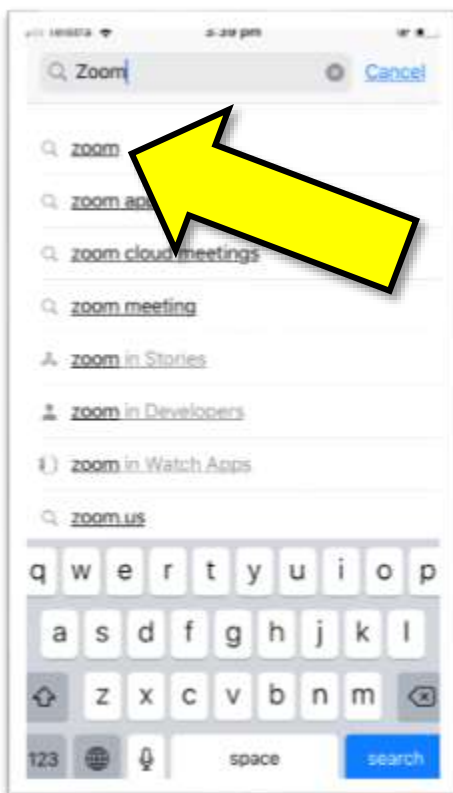 Telstra 3:39 pm
Zoom Cancel
zoom
zoom
zoom cloud meetings
zoom meeting
zoom in Stories
zoom in Developers
zoom in Watch Apps
zoom.us
q w e r t y u i o p
a s d f g h j k l
z x c v b n m
123 space search